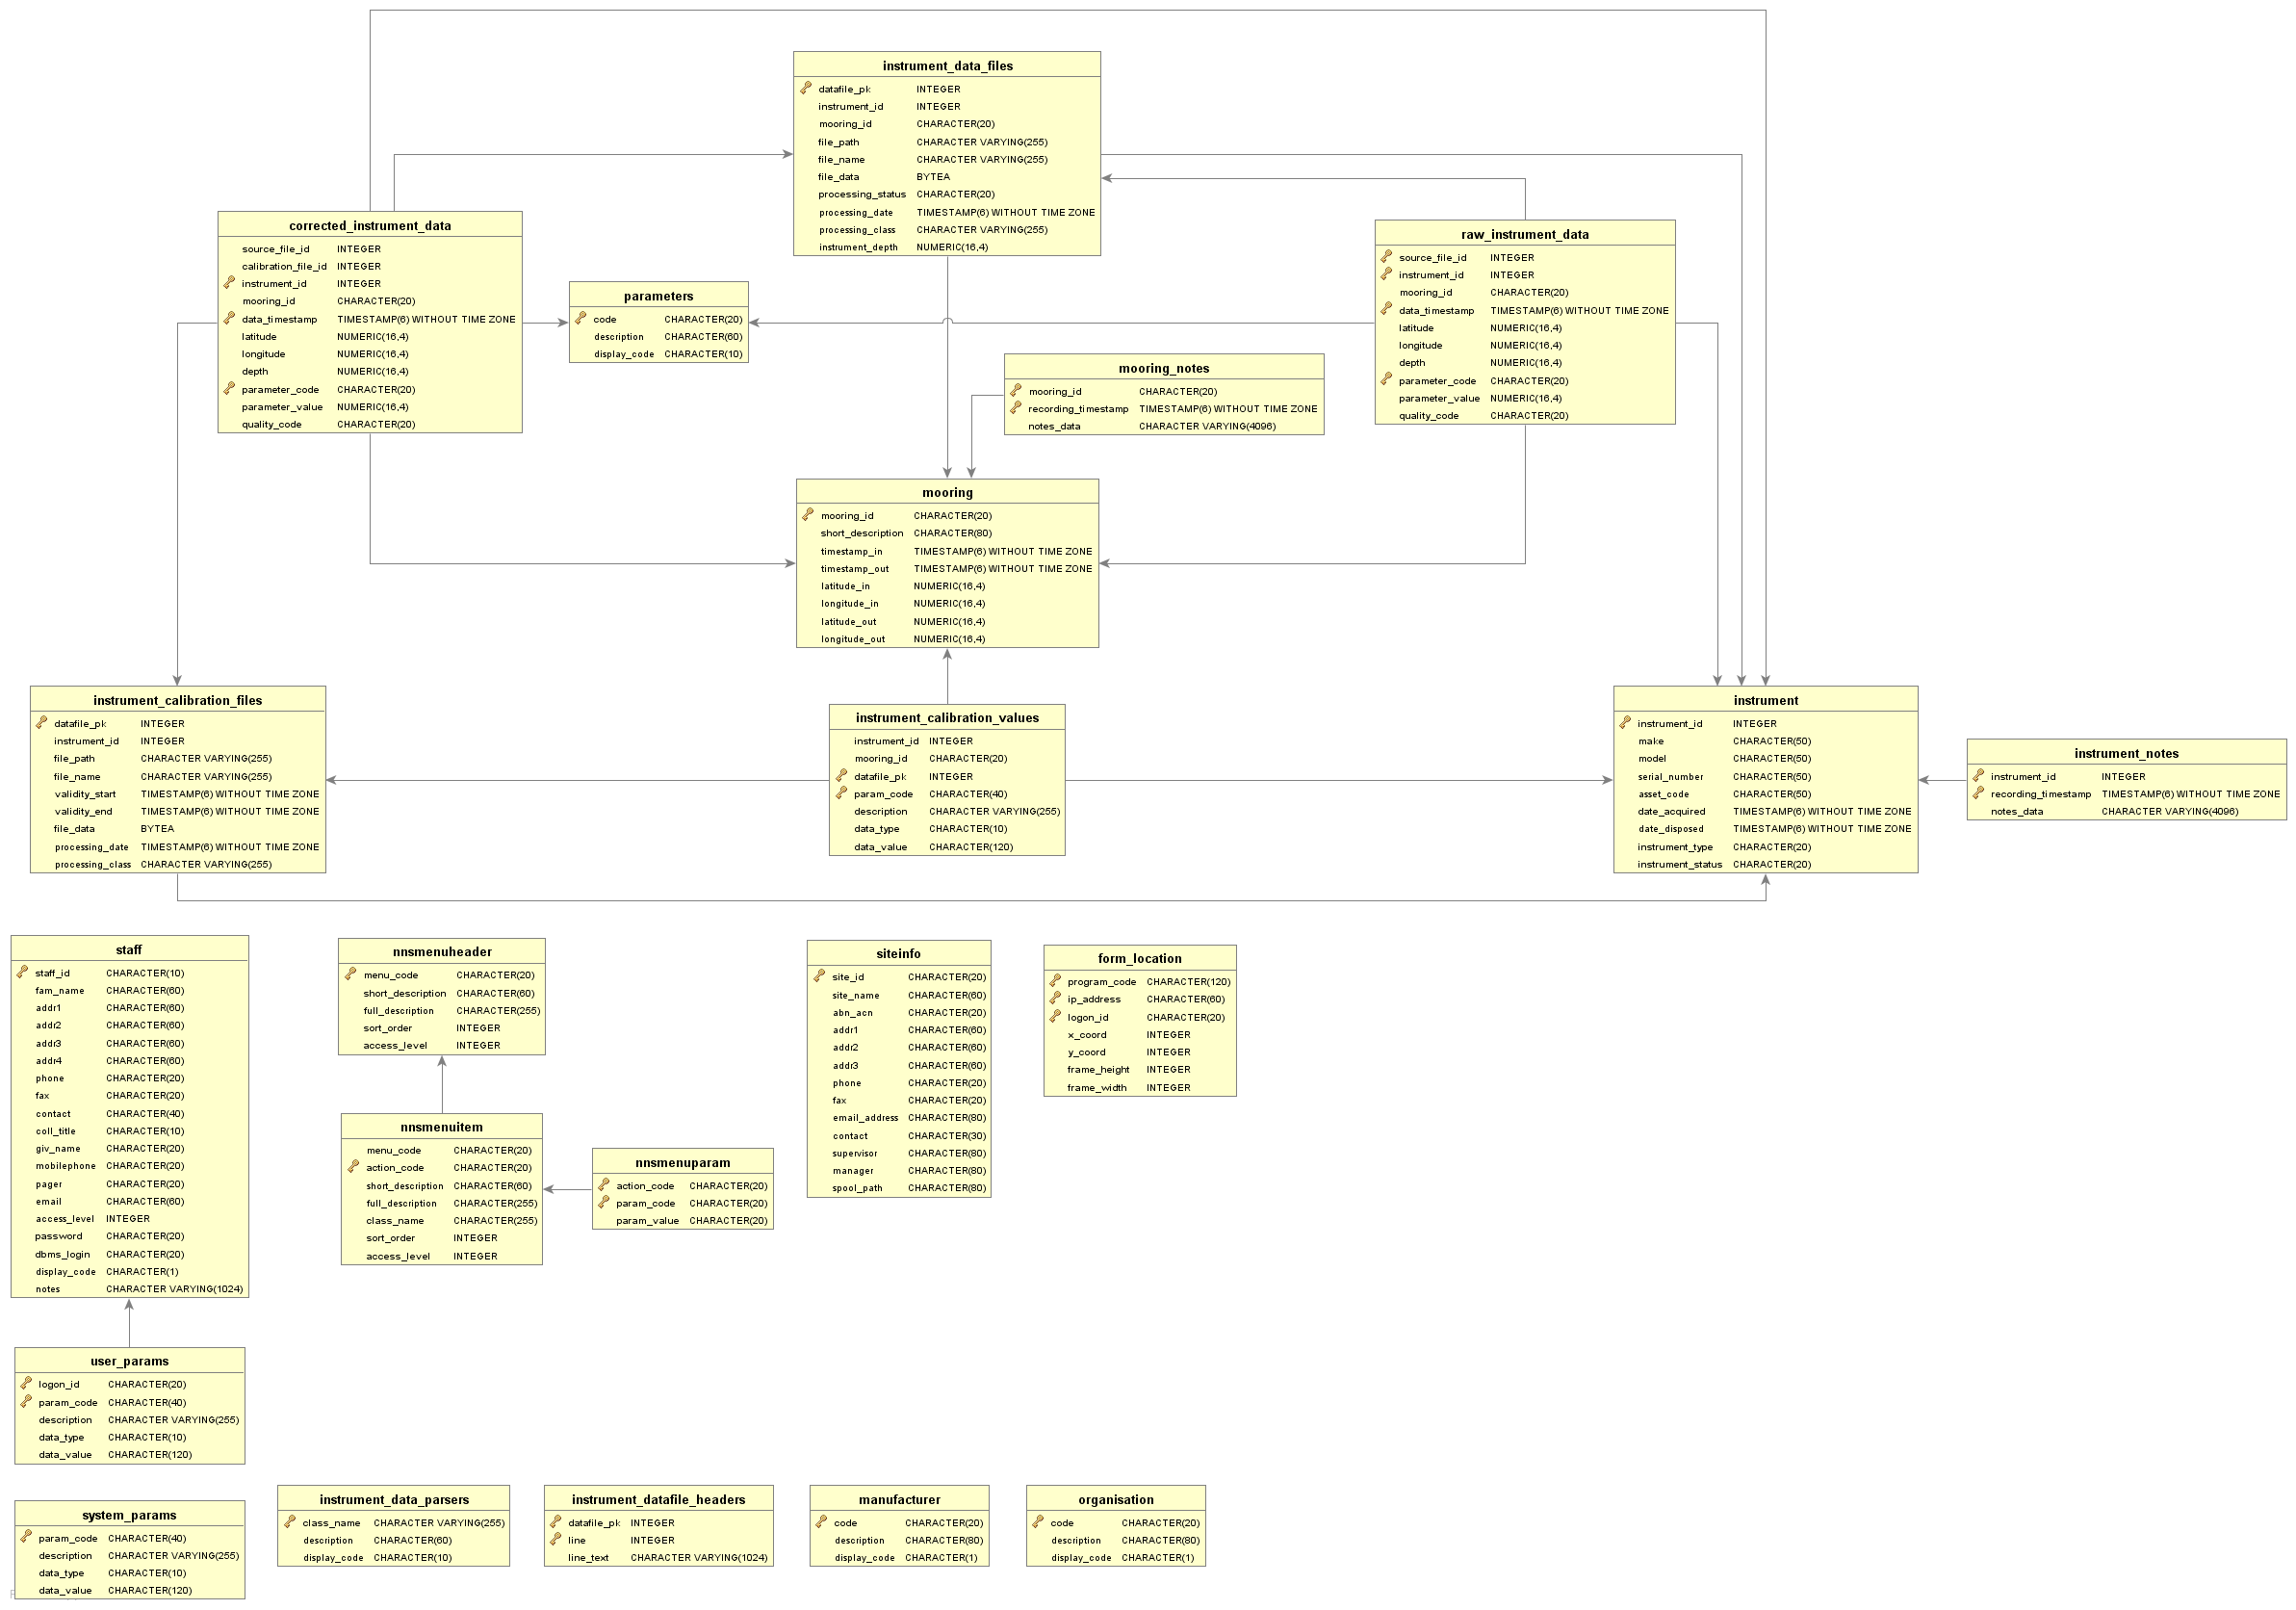 instrument_data_files
datafile_pk INTEGER
instrument_id INTEGER
mooring_id CHARACTER(20)
file_path CHARACTER VARYING(255)
file_name CHARACTER VARYING(255)
file_data BYTEA
processing_status CHARACTER(20)
processing_date TIMESTAMP(6) WITHOUT TIME ZONE
processing_class CHARACTER VARYING(255)
instrument_depth NUMERIC(16,4)
corrected_instrument_data
source_file_id INTEGER
calibration_file_id INTEGER
instrument_id INTEGER
mooring_id CHARACTER(20)
data_timestamp TIMESTAMP(6) WITHOUT TIME ZONE
latitude NUMERIC(16,4)
longitude NUMERIC(16,4)
depth NUMERIC(16,4)
parameter_code CHARACTER(20)
parameter_value NUMERIC(16,4)
quality_code CHARACTER(20)
parameters
code CHARACTER(20)
description CHARACTER(60)
display_code CHARACTER(10)
raw_instrument_data
source_file_id INTEGER
instrument_id INTEGER
mooring_id CHARACTER(20)
data_timestamp TIMESTAMP(6) WITHOUT TIME ZONE
latitude NUMERIC(16,4)
longitude NUMERIC(16,4)
depth NUMERIC(16,4)
parameter_code CHARACTER(20)
parameter_value NUMERIC(16,4)
quality_code CHARACTER(20)
mooring_notes
mooring_id CHARACTER(20)
recording_timestamp TIMESTAMP(6) WITHOUT TIME ZONE
notes_data CHARACTER VARYING(4096)
mooring
mooring_id CHARACTER(20)
short_description CHARACTER(80)
timestamp_in TIMESTAMP(6) WITHOUT TIME ZONE
timestamp_out TIMESTAMP(6) WITHOUT TIME ZONE
latitude_in NUMERIC(16,4)
longitude_in NUMERIC(16,4)
latitude_out NUMERIC(16,4)
longitude_out NUMERIC(16,4)
instrument_calibration_files
datafile_pk INTEGER
instrument_id INTEGER
file_path CHARACTER VARYING(255)
file_name CHARACTER VARYING(255)
validity_start TIMESTAMP(6) WITHOUT TIME ZONE
validity_end TIMESTAMP(6) WITHOUT TIME ZONE
file_data BYTEA
processing_date TIMESTAMP(6) WITHOUT TIME ZONE
processing_class CHARACTER VARYING(255)
instrument_calibration_values
instrument_id INTEGER
mooring_id CHARACTER(20)
datafile_pk INTEGER
param_code CHARACTER(40)
description CHARACTER VARYING(255)
data_type CHARACTER(10)
data_value CHARACTER(120)
instrument
instrument_id INTEGER
make CHARACTER(50)
model CHARACTER(50)
serial_number CHARACTER(50)
asset_code CHARACTER(50)
date_acquired TIMESTAMP(6) WITHOUT TIME ZONE
date_disposed TIMESTAMP(6) WITHOUT TIME ZONE
instrument_type CHARACTER(20)
instrument_status CHARACTER(20)
instrument_notes
instrument_id INTEGER
recording_timestamp TIMESTAMP(6) WITHOUT TIME ZONE
notes_data CHARACTER VARYING(4096)
staff
staff_id CHARACTER(10)
fam_name CHARACTER(60)
addr1 CHARACTER(60)
addr2 CHARACTER(60)
addr3 CHARACTER(60)
addr4 CHARACTER(60)
phone CHARACTER(20)
fax CHARACTER(20)
contact CHARACTER(40)
coll_title CHARACTER(10)
giv_name CHARACTER(20)
mobilephone CHARACTER(20)
pager CHARACTER(20)
email CHARACTER(60)
access_level INTEGER
password CHARACTER(20)
dbms_login CHARACTER(20)
display_code CHARACTER(1)
notes CHARACTER VARYING(1024)
nnsmenuheader
menu_code CHARACTER(20)
short_description CHARACTER(60)
full_description CHARACTER(255)
sort_order INTEGER
access_level INTEGER
nnsmenuitem
menu_code CHARACTER(20)
action_code CHARACTER(20)
short_description CHARACTER(60)
full_description CHARACTER(255)
class_name CHARACTER(255)
sort_order INTEGER
access_level INTEGER
nnsmenuparam
action_code CHARACTER(20)
param_code CHARACTER(20)
param_value CHARACTER(20)
siteinfo
site_id CHARACTER(20)
site_name CHARACTER(60)
abn_acn CHARACTER(20)
addr1 CHARACTER(60)
addr2 CHARACTER(60)
addr3 CHARACTER(60)
phone CHARACTER(20)
fax CHARACTER(20)
email_address CHARACTER(80)
contact CHARACTER(30)
supervisor CHARACTER(80)
manager CHARACTER(80)
spool_path CHARACTER(80)
form_location
program_code CHARACTER(120)
ip_address CHARACTER(60)
logon_id CHARACTER(20)
x_coord INTEGER
y_coord INTEGER
frame_height INTEGER
frame_width INTEGER
user_params
logon_id CHARACTER(20)
param_code CHARACTER(40)
description CHARACTER VARYING(255)
data_type CHARACTER(10)
data_value CHARACTER(120)
system_params
param_code CHARACTER(40)
description CHARACTER VARYING(255)
data_type CHARACTER(10)
data_value CHARACTER(120)
instrument_data_parsers
class_name CHARACTER VARYING(255)
description CHARACTER(60)
display_code CHARACTER(10)
instrument_datafile_headers
datafile_pk INTEGER
line INTEGER
line_text CHARACTER VARYING(1024)
manufacturer
code CHARACTER(20)
description CHARACTER(80)
display_code CHARACTER(1)
organisation
code CHARACTER(20)
description CHARACTER(80)
display_code CHARACTER(1)